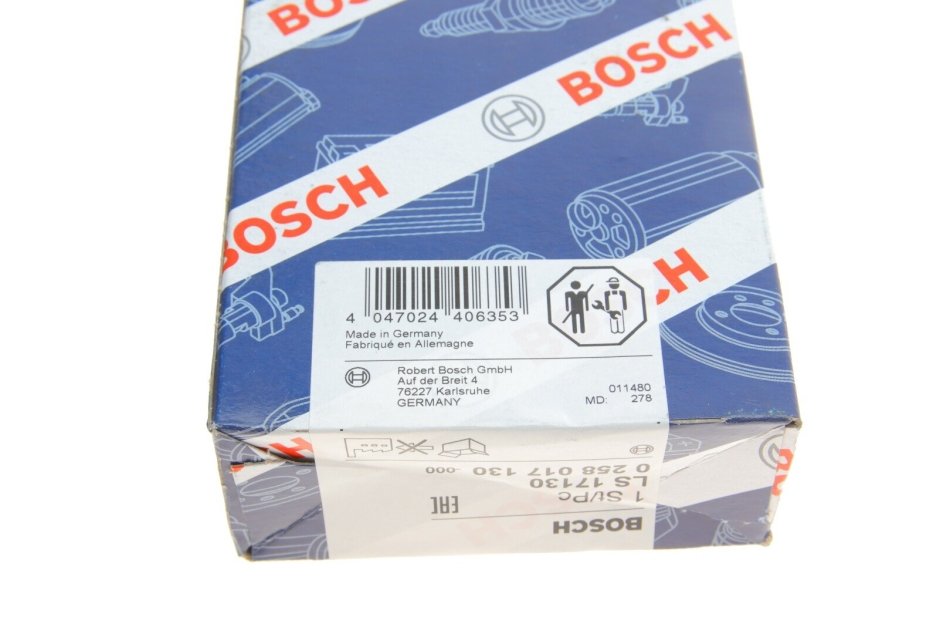 BOSCH
BOSCH
BOSCH
CH
4 047024 406353
Made in Germany
Fabriqué en Allemagne
Robert Bosch GmbH
Auf der Breit 4
76227 Karlsruhe
GERMANY
011480
MD: 278
0 258 017 130 -000
LS 17130
1 St/Pc
EAC
BOSCH